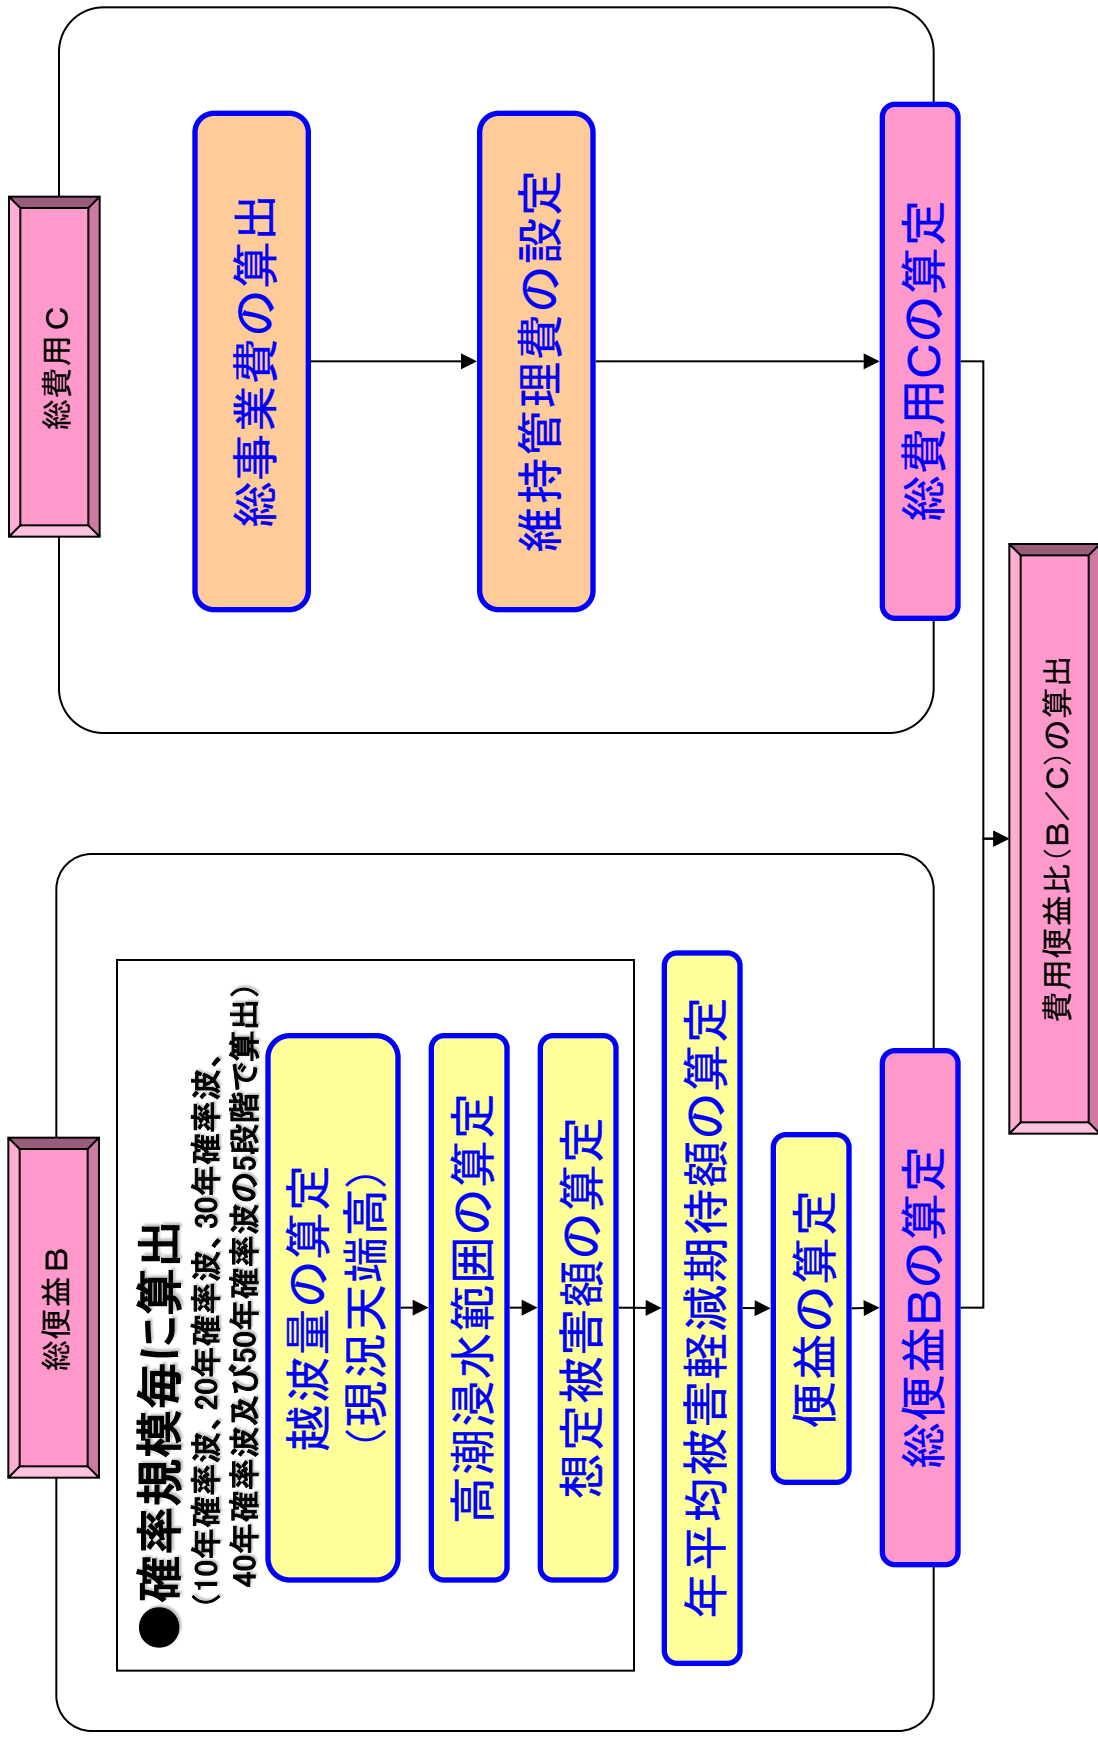 総便益Ｂ
●確率規模毎に算出
（10年確率波、20年確率波、30年確率波、
40年確率波及び50年確率波の5段階で算出）
越波量の算定
（現況天端高）
高潮浸水範囲の算定
想定被害額の算定
年平均被害軽減期待額の算定
便益の算定
総便益Bの算定
総費用Ｃ
総事業費の算出
維持管理費の設定
総費用Cの算定
費用便益比（Ｂ／Ｃ）の算出